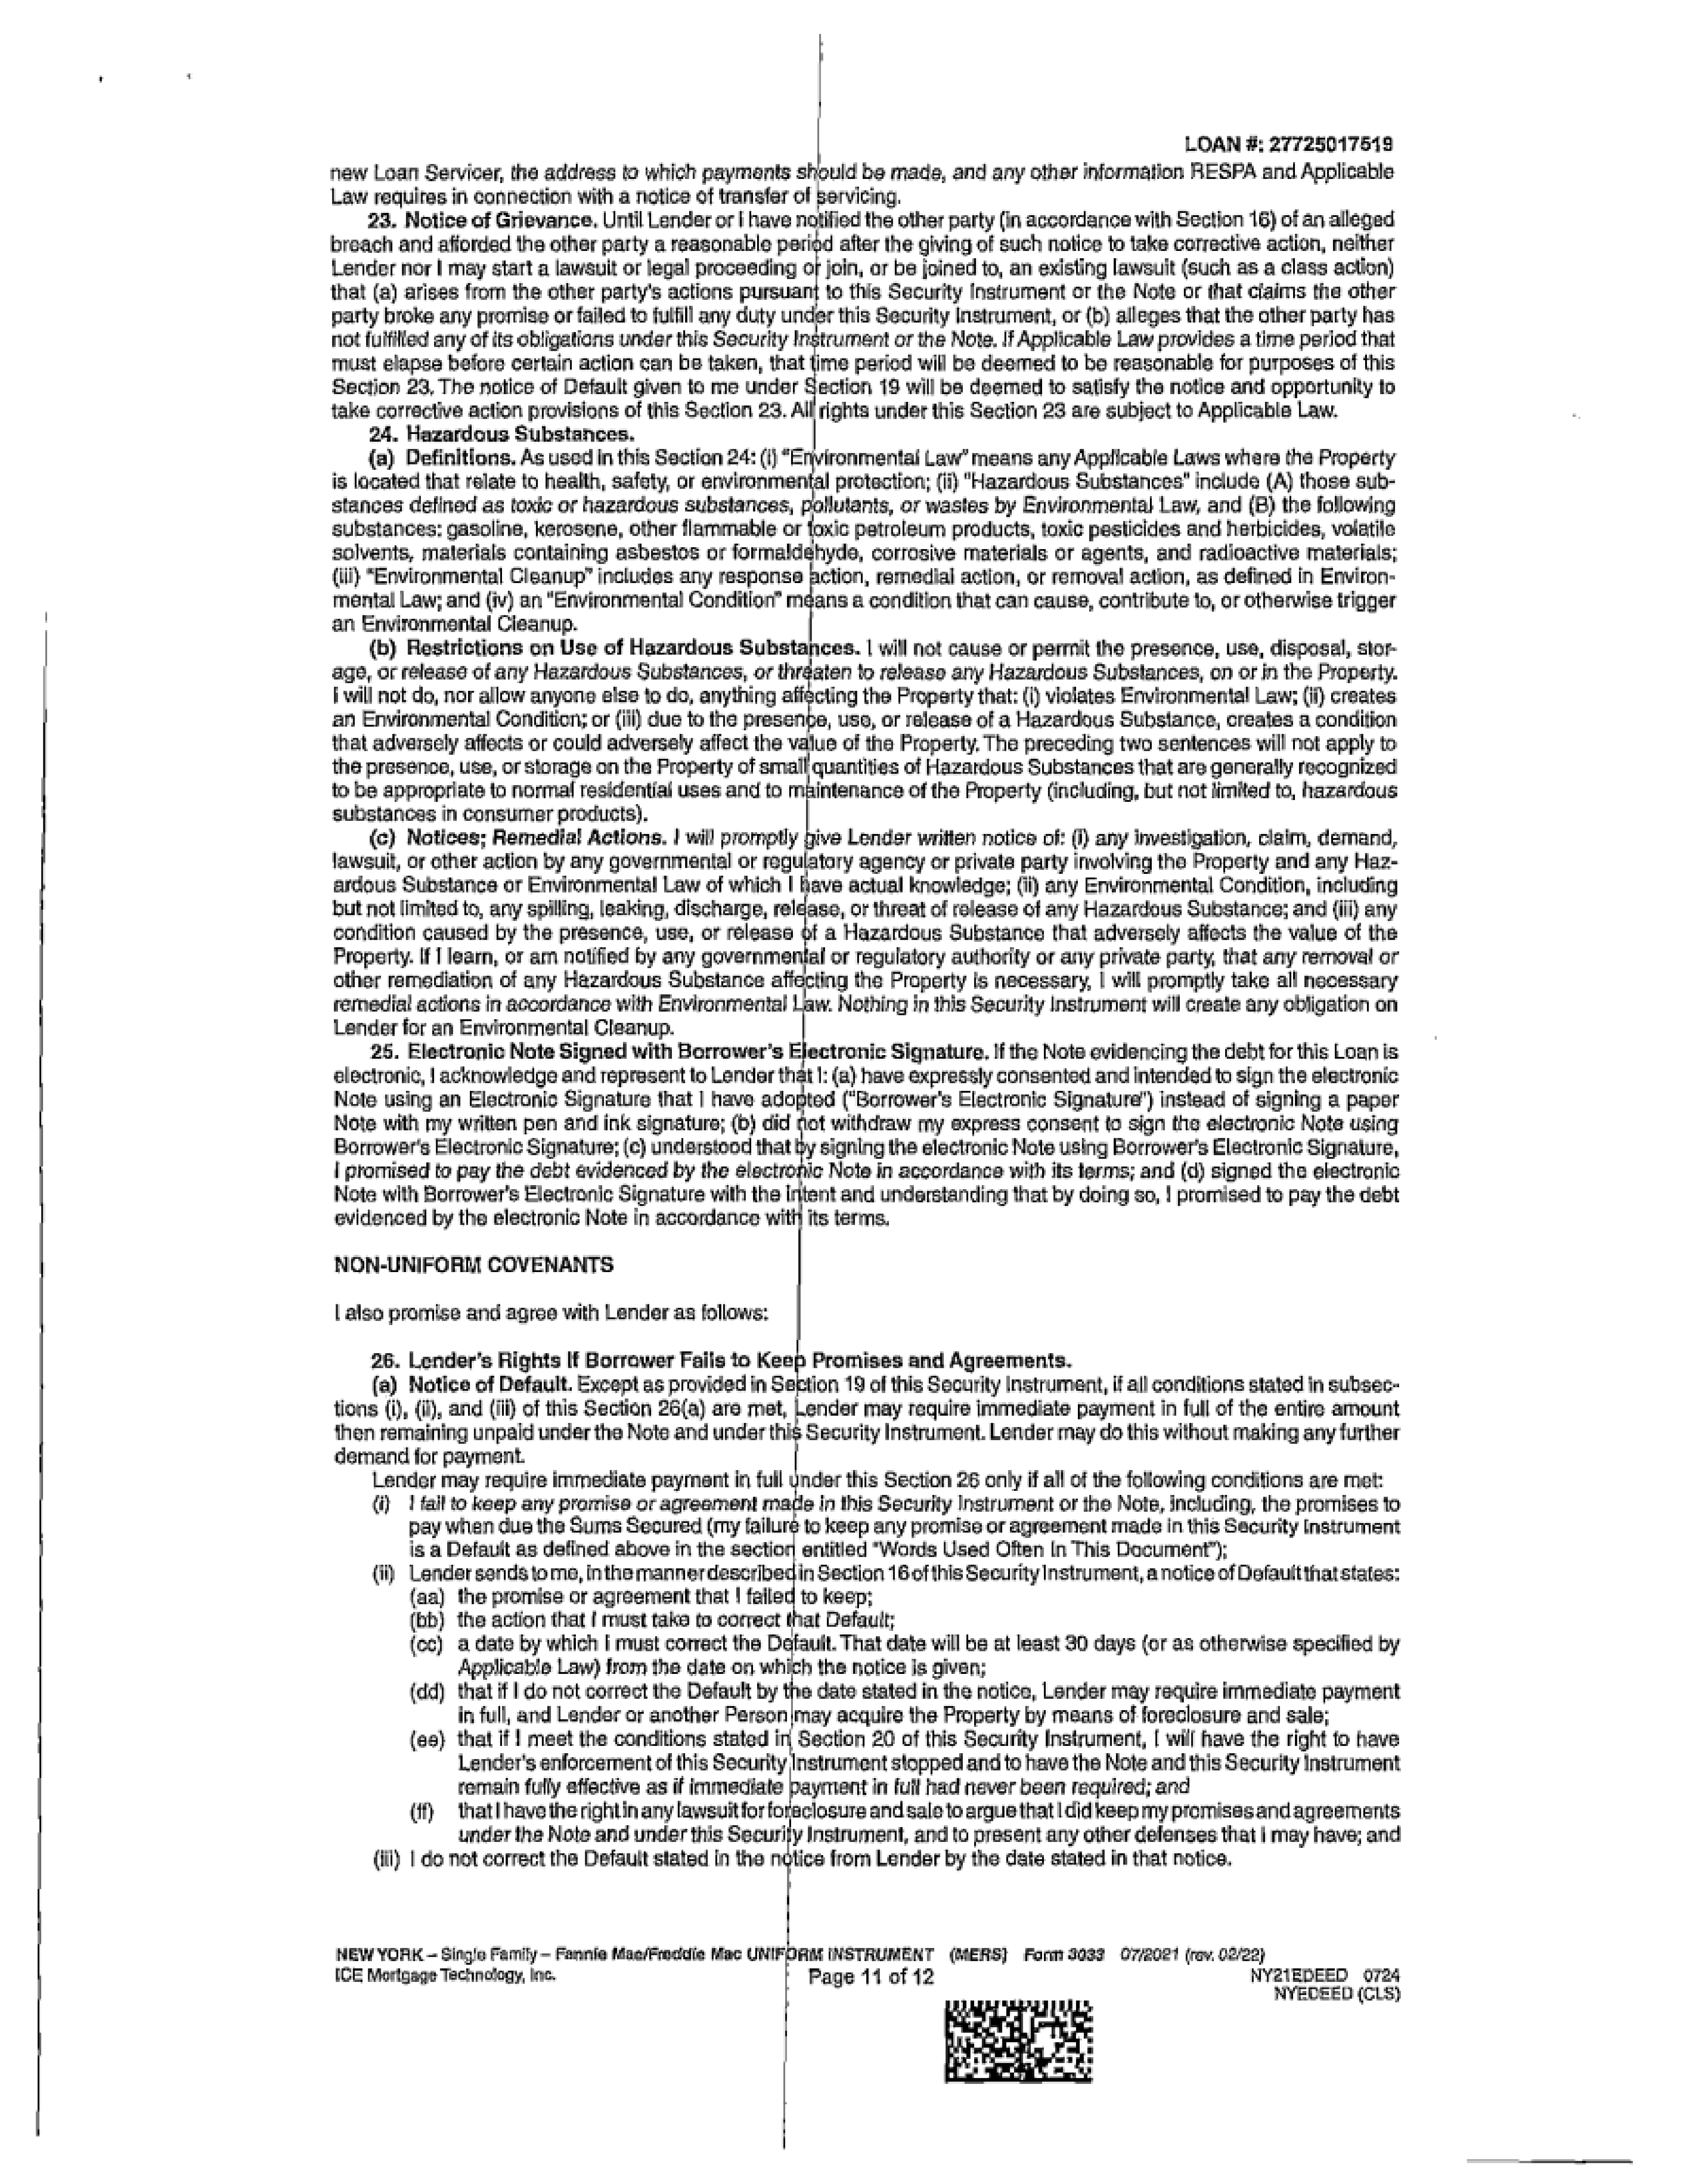 LOAN #: 27725017519
new Loan Servicer, the address to which payments should be made, and any other information RESPA and Applicable
Law requires in connection with a notice of transfer of servicing.
23. Notice of Grievance. Until Lender or I have notified the other party (in accordance with Section 16) of an alleged
breach and afforded the other party a reasonable period after the giving of such notice to take corrective action, neither
Lender nor I may start a lawsuit or legal proceeding or join, or be joined to, an existing lawsuit (such as a class action)
that (a) arises from the other party's actions pursuant to this Security Instrument or the Note or that claims the other
party broke any promise or failed to fulfill any duty under this Security Instrument, or (b) alleges that the other party has
not fulfilled any of its obligations under this Security Instrument or the Note. If Applicable Law provides a time period that
must elapse before certain action can be taken, that time period will be deemed to be reasonable for purposes of this
Section 23. The notice of Default given to me under Section 19 will be deemed to satisfy the notice and opportunity to
take corrective action provisions of this Section 23. All rights under this Section 23 are subject to Applicable Law.
24. Hazardous Substances.
(a) Definitions. As used in this Section 24: (i) "Environmental Law" means any Applicable Laws where the Property
is located that relate to health, safety, or environmental protection; (ii) "Hazardous Substances" include (A) those sub-
stances defined as toxic or hazardous substances, pollutants, or wastes by Environmental Law, and (B) the following
substances: gasoline, kerosene, other flammable or toxic petroleum products, toxic pesticides and herbicides, volatile
solvents, materials containing asbestos or formaldehyde, corrosive materials or agents, and radioactive materials;
(iii) "Environmental Cleanup" includes any response action, remedial action, or removal action, as defined in Environ-
mental Law; and (iv) an "Environmental Condition" means a condition that can cause, contribute to, or otherwise trigger
an Environmental Cleanup.
(b) Restrictions on Use of Hazardous Substances. I will not cause or permit the presence, use, disposal, stor-
age, or release of any Hazardous Substances, or threaten to release any Hazardous Substances, on or in the Property.
I will not do, nor allow anyone else to do, anything affecting the Property that: (i) violates Environmental Law; (ii) creates
an Environmental Condition; or (iii) due to the presence, use, or release of a Hazardous Substance, creates a condition
that adversely affects or could adversely affect the value of the Property. The preceding two sentences will not apply to
the presence, use, or storage on the Property of small quantities of Hazardous Substances that are generally recognized
to be appropriate to normal residential uses and to maintenance of the Property (including, but not limited to, hazardous
substances in consumer products).
(c) Notices; Remedial Actions. I will promptly give Lender written notice of: (i) any investigation, claim, demand,
lawsuit, or other action by any governmental or regulatory agency or private party involving the Property and any Haz-
ardous Substance or Environmental Law of which I have actual knowledge; (ii) any Environmental Condition, including
but not limited to, any spilling, leaking, discharge, release, or threat of release of any Hazardous Substance; and (iii) any
condition caused by the presence, use, or release of a Hazardous Substance that adversely affects the value of the
Property. If I learn, or am notified by any governmental or regulatory authority or any private party, that any removal or
other remediation of any Hazardous Substance affecting the Property is necessary, I will promptly take all necessary
remedial actions in accordance with Environmental Law. Nothing in this Security Instrument will create any obligation on
Lender for an Environmental Cleanup.
25. Electronic Note Signed with Borrower's Electronic Signature. If the Note evidencing the debt for this Loan is
electronic, I acknowledge and represent to Lender that I: (a) have expressly consented and intended to sign the electronic
Note using an Electronic Signature that I have adopted ("Borrower's Electronic Signature") instead of signing a paper
Note with my written pen and ink signature; (b) did not withdraw my express consent to sign the electronic Note using
Borrower's Electronic Signature; (c) understood that by signing the electronic Note using Borrower's Electronic Signature,
I promised to pay the debt evidenced by the electronic Note in accordance with its terms; and (d) signed the electronic
Note with Borrower's Electronic Signature with the intent and understanding that by doing so, I promised to pay the debt
evidenced by the electronic Note in accordance with its terms.
NON-UNIFORM COVENANTS
I also promise and agree with Lender as follows:
26. Lender's Rights If Borrower Fails to Keep Promises and Agreements.
(a) Notice of Default. Except as provided in Section 19 of this Security Instrument, if all conditions stated in subsec-
tions (i), (ii), and (iii) of this Section 26(a) are met, Lender may require immediate payment in full of the entire amount
then remaining unpaid under the Note and under this Security Instrument. Lender may do this without making any further
demand for payment.
Lender may require immediate payment in full under this Section 26 only if all of the following conditions are met:
(i) I fail to keep any promise or agreement made in this Security Instrument or the Note, including, the promises to
pay when due the Sums Secured (my failure to keep any promise or agreement made in this Security Instrument
is a Default as defined above in the section entitled "Words Used Often In This Document");
(ii) Lender sends to me, in the manner described in Section 16 of this Security Instrument, a notice of Default that states:
(aa) the promise or agreement that I failed to keep;
(bb) the action that I must take to correct that Default;
(cc) a date by which I must correct the Default. That date will be at least 30 days (or as otherwise specified by
Applicable Law) from the date on which the notice is given;
(dd) that if I do not correct the Default by the date stated in the notice, Lender may require immediate payment
in full, and Lender or another Person may acquire the Property by means of foreclosure and sale;
(ee) that if I meet the conditions stated in Section 20 of this Security Instrument, I will have the right to have
Lender's enforcement of this Security Instrument stopped and to have the Note and this Security Instrument
remain fully effective as if immediate payment in full had never been required; and
(ff) that I have the right in any lawsuit for foreclosure and sale to argue that I did keep my promises and agreements
under the Note and under this Security Instrument, and to present any other defenses that I may have; and
(iii) I do not correct the Default stated in the notice from Lender by the date stated in that notice.
NEW YORK – Single Family – Fannie Mae/Freddie Mac UNIFORM INSTRUMENT (MERS) Form 3033 07/2021 (rev. 02/22)
ICE Mortgage Technology, Inc. Page 11 of 12 NY21EDEED 0724
NYEDEED (CLS)